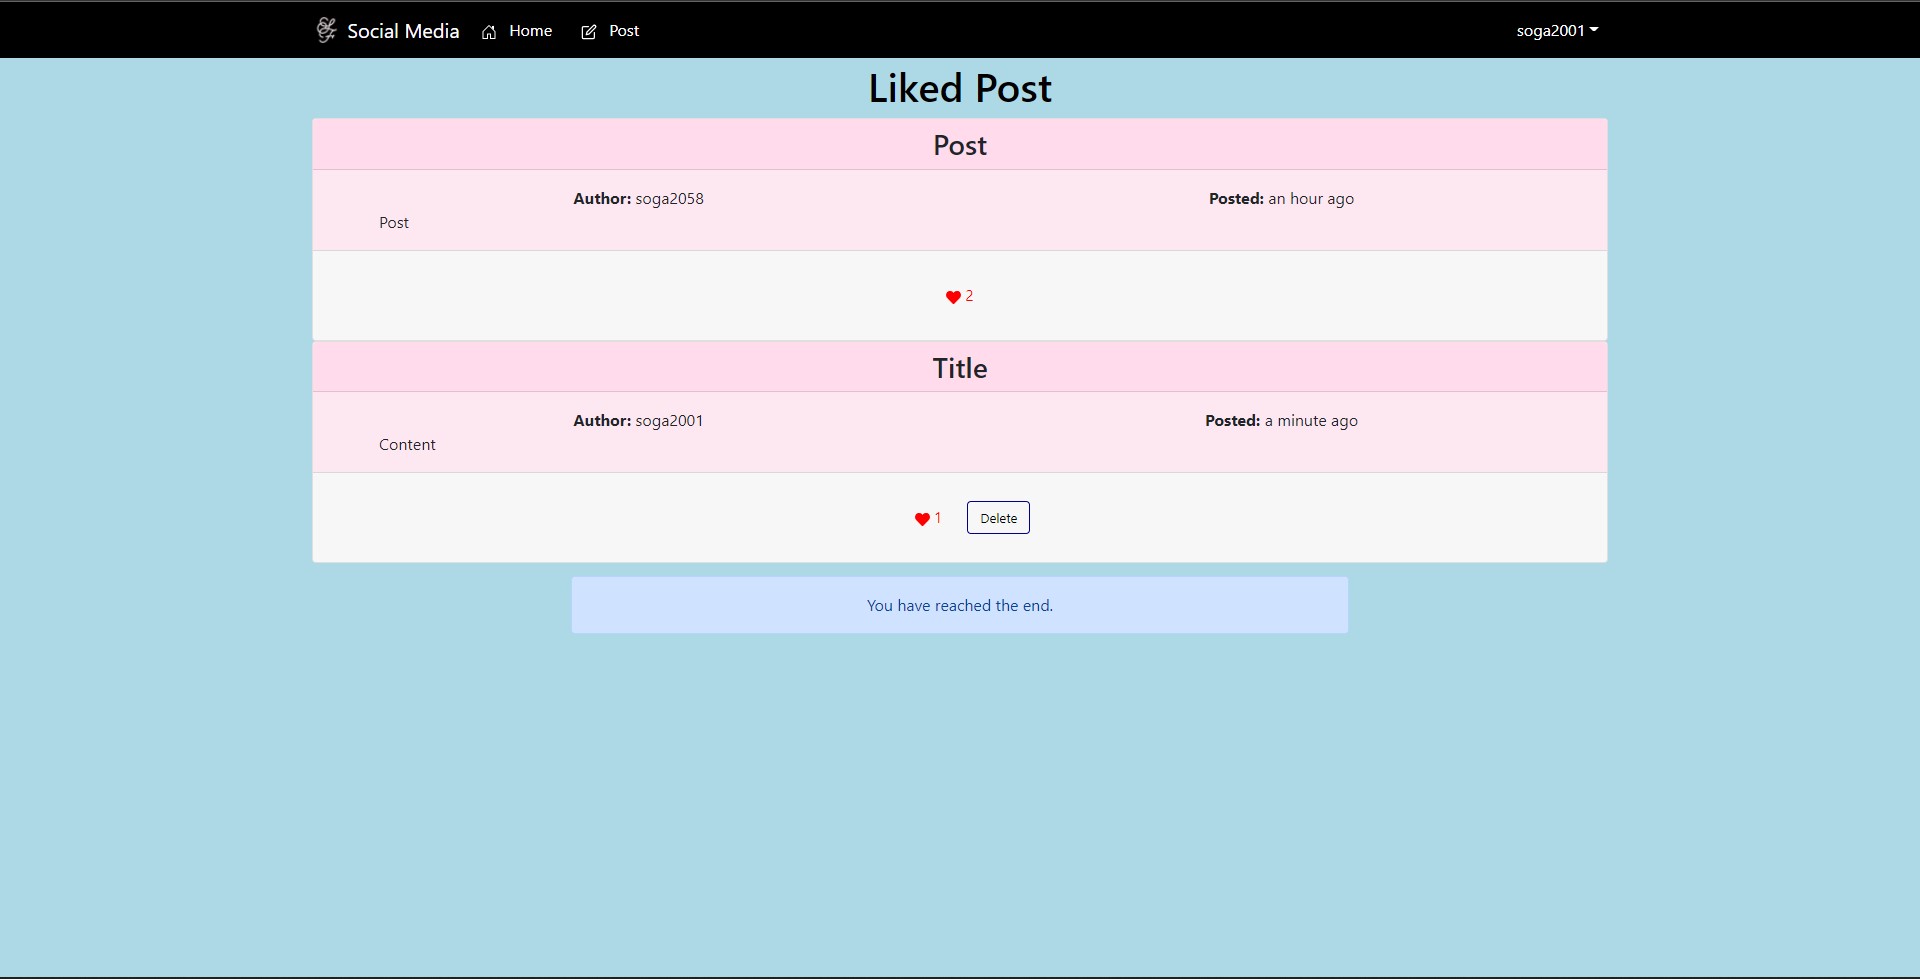 Social Media Home Post soga2001
Liked Post
Post
Author: soga2058 Posted: an hour ago
Post
2
Title
Author: soga2001 Posted: a minute ago
Content
1 Delete
You have reached the end.